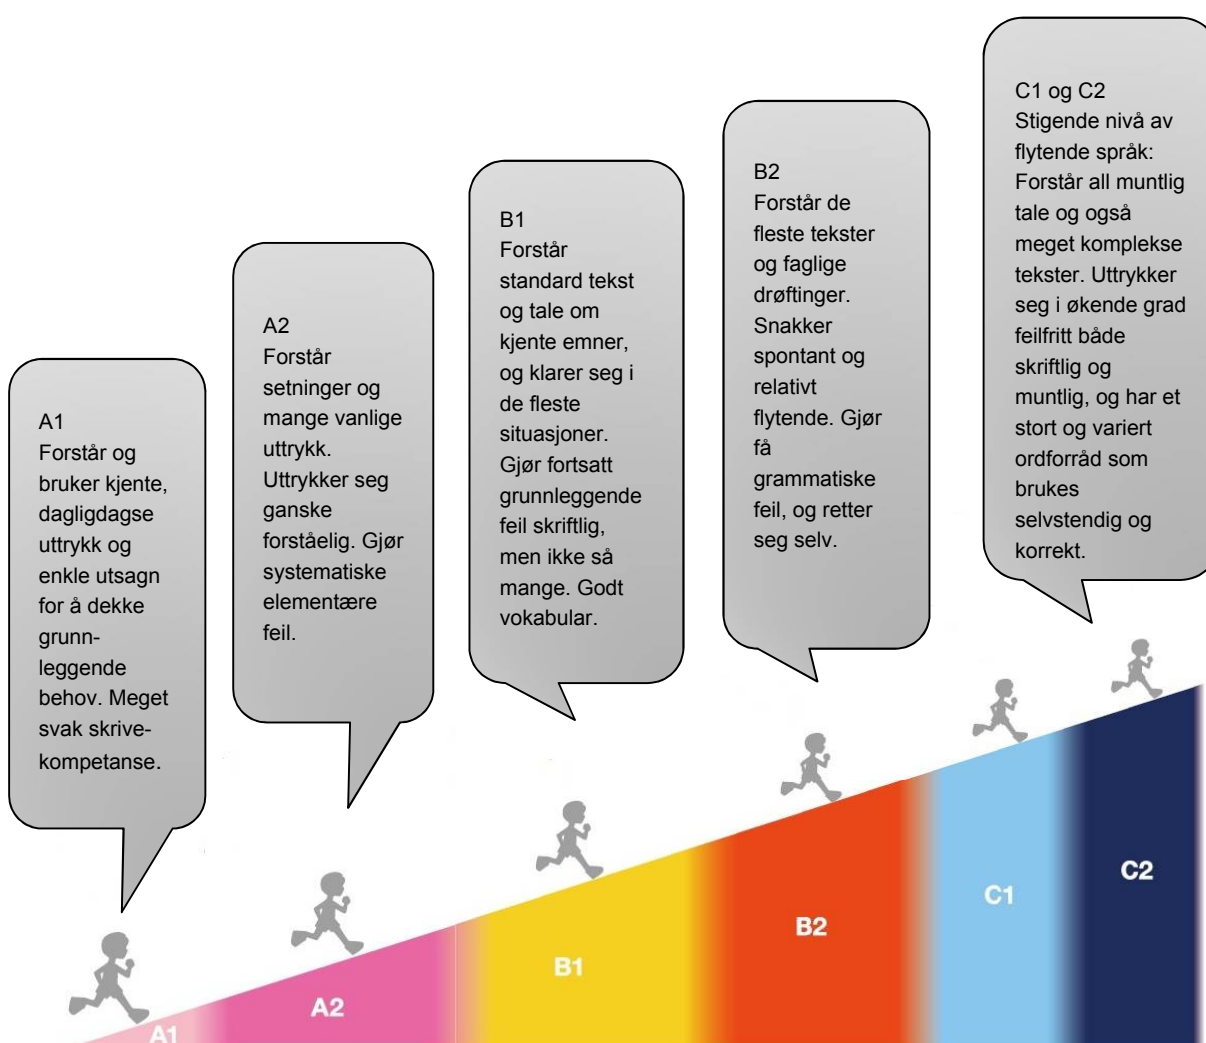 A1
Forstår og
bruker kjente,
dagligdagse
uttrykk og
enkle utsagn
for å dekke
grunn-
leggende
behov. Meget
svak skrive-
kompetanse.
A2
Forstår
setninger og
mange vanlige
uttrykk.
Uttrykker seg
ganske
forståelig. Gjør
systematiske
elementære
feil.
B1
Forstår
standard tekst
og tale om
kjente emner,
og klarer seg i
de fleste
situasjoner.
Gjør fortsatt
grunnleggende
feil skriftlig,
men ikke så
mange. Godt
vokabular.
B2
Forstår de
fleste tekster
og faglige
drøftinger.
Snakker
spontant og
relativt
flytende. Gjør
få
grammatiske
feil, og retter
seg selv.
C1 og C2
Stigende nivå av
flytende språk:
Forstår all muntlig
tale og også
meget komplekse
tekster. Uttrykker
seg i økende grad
feilfritt både
skriftlig og
muntlig, og har et
stort og variert
ordforråd som
brukes
selvstendig og
korrekt.
A1
A2
B1
B2
C1
C2